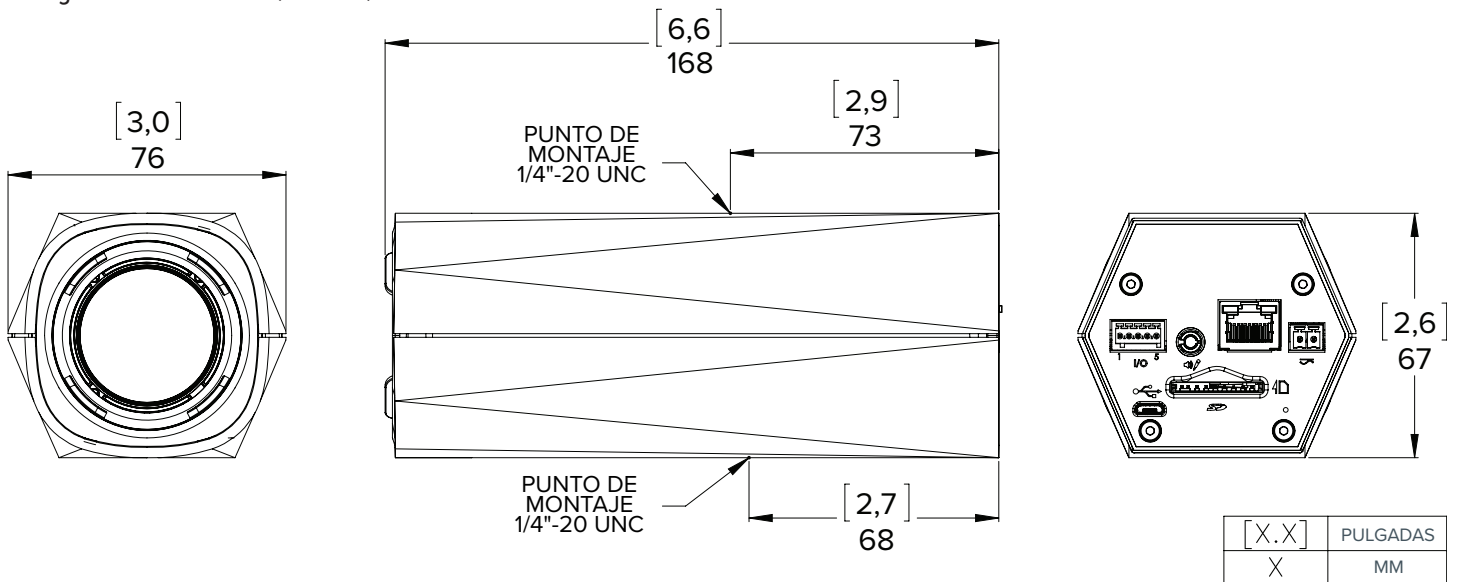 [6,6]
168
[2,9]
73
[3,0]
76
PUNTO DE
MONTAJE
1/4"-20 UNC
[2,6]
67
1 5
I/O
PUNTO DE
MONTAJE
1/4"-20 UNC
[2,7]
68
[X.X] PULGADAS
X MM